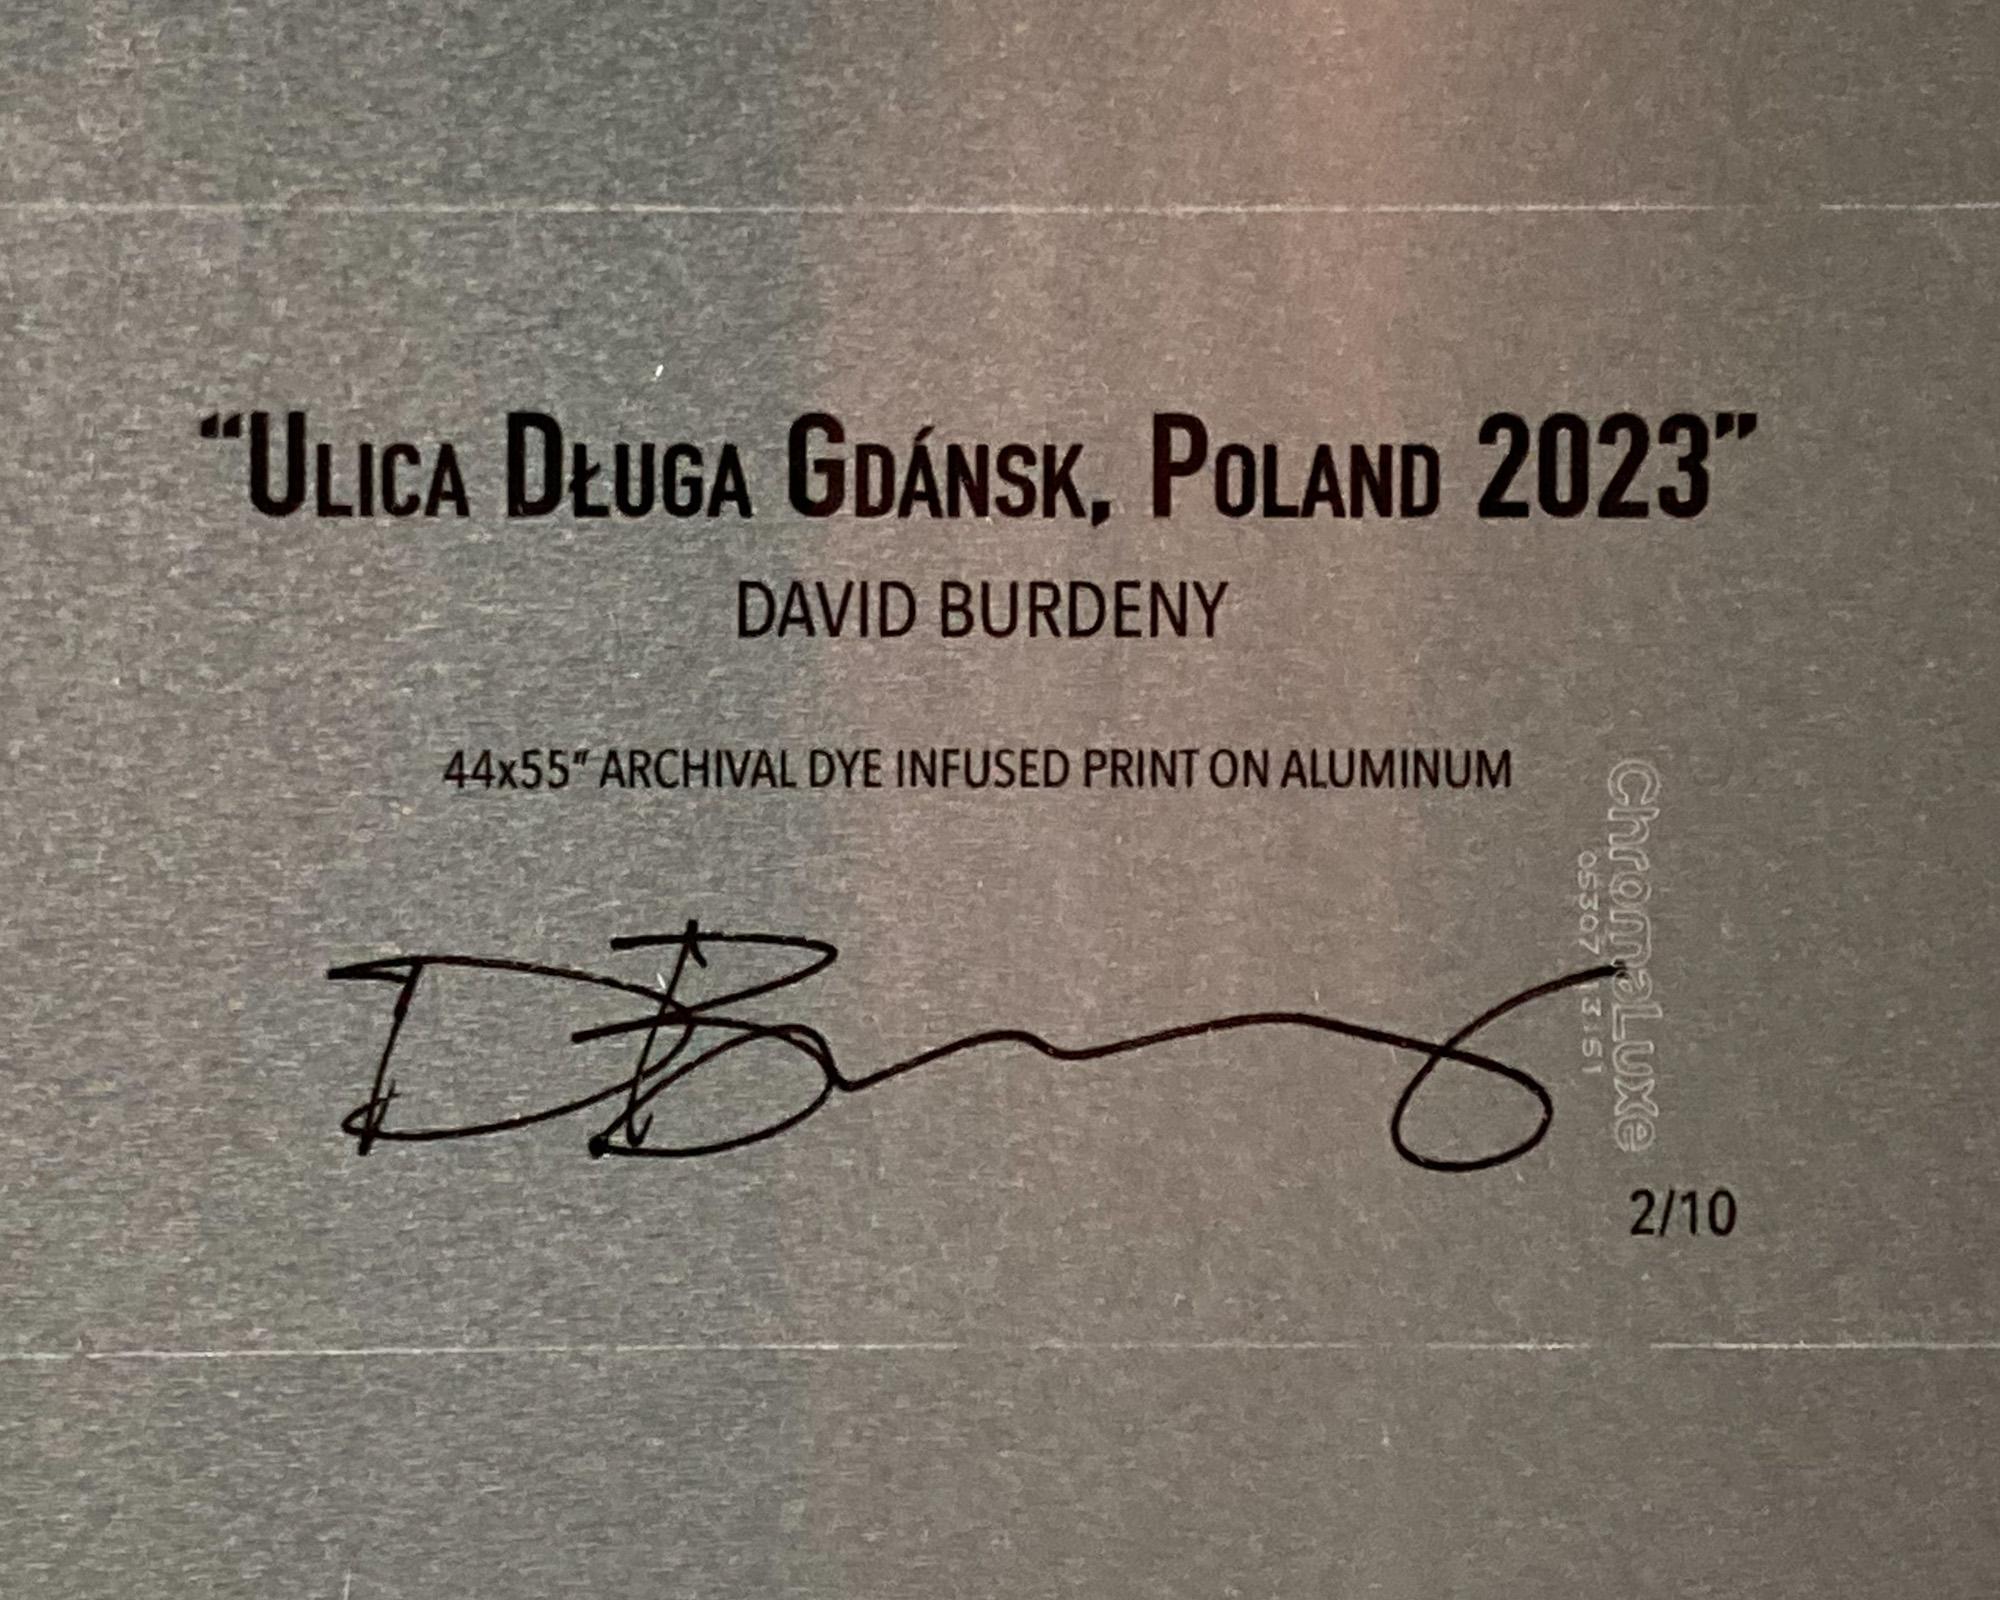 “Ulica Długa Gdánsk, Poland 2023”
DAVID BURDENY
44x55” ARCHIVAL DYE INFUSED PRINT ON ALUMINUM
ChromaLuxe
2/10